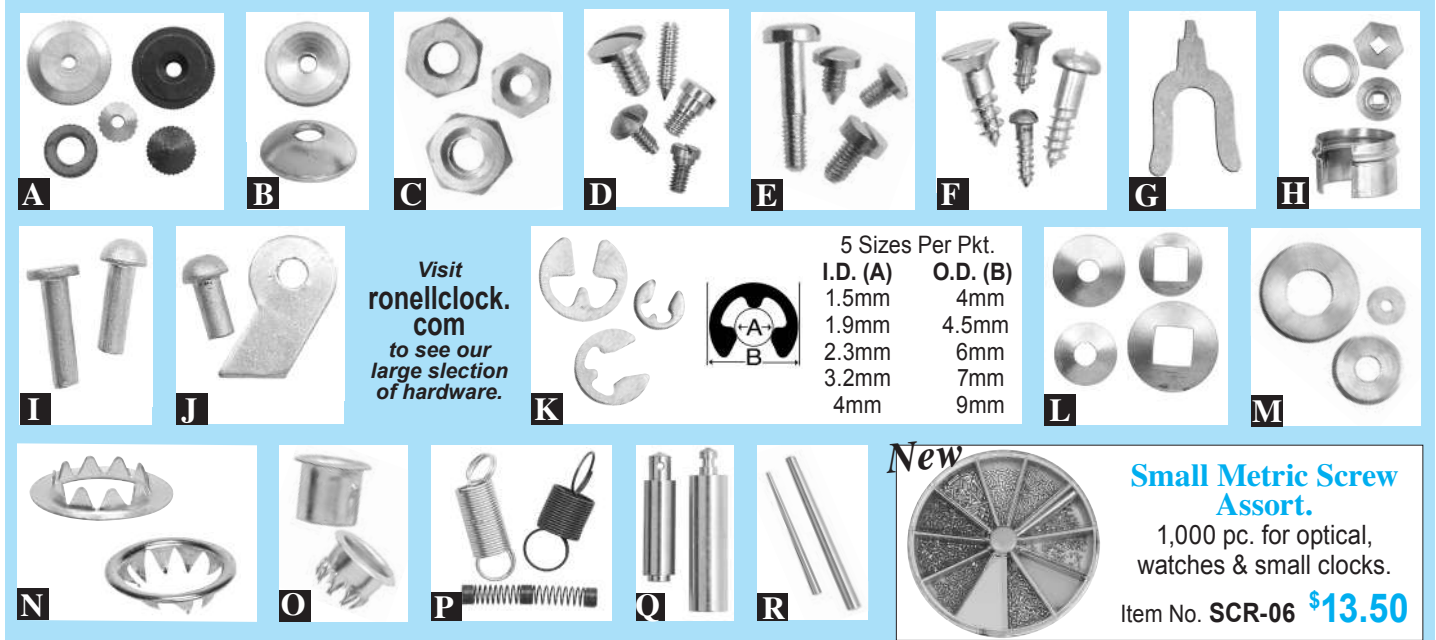 A
B
C
D
E
F
G
H
I
J
Visit
ronellclock.
com
to see our
large slection
of hardware.
K
A
B
5 Sizes Per Pkt.
I.D. (A) O.D. (B)
1.5mm 4mm
1.9mm 4.5mm
2.3mm 6mm
3.2mm 7mm
4mm 9mm
L
M
N
O
P
Q
R
New
Small Metric Screw
Assort.
1,000 pc. for optical,
watches & small clocks.
Item No. SCR-06 $13.50